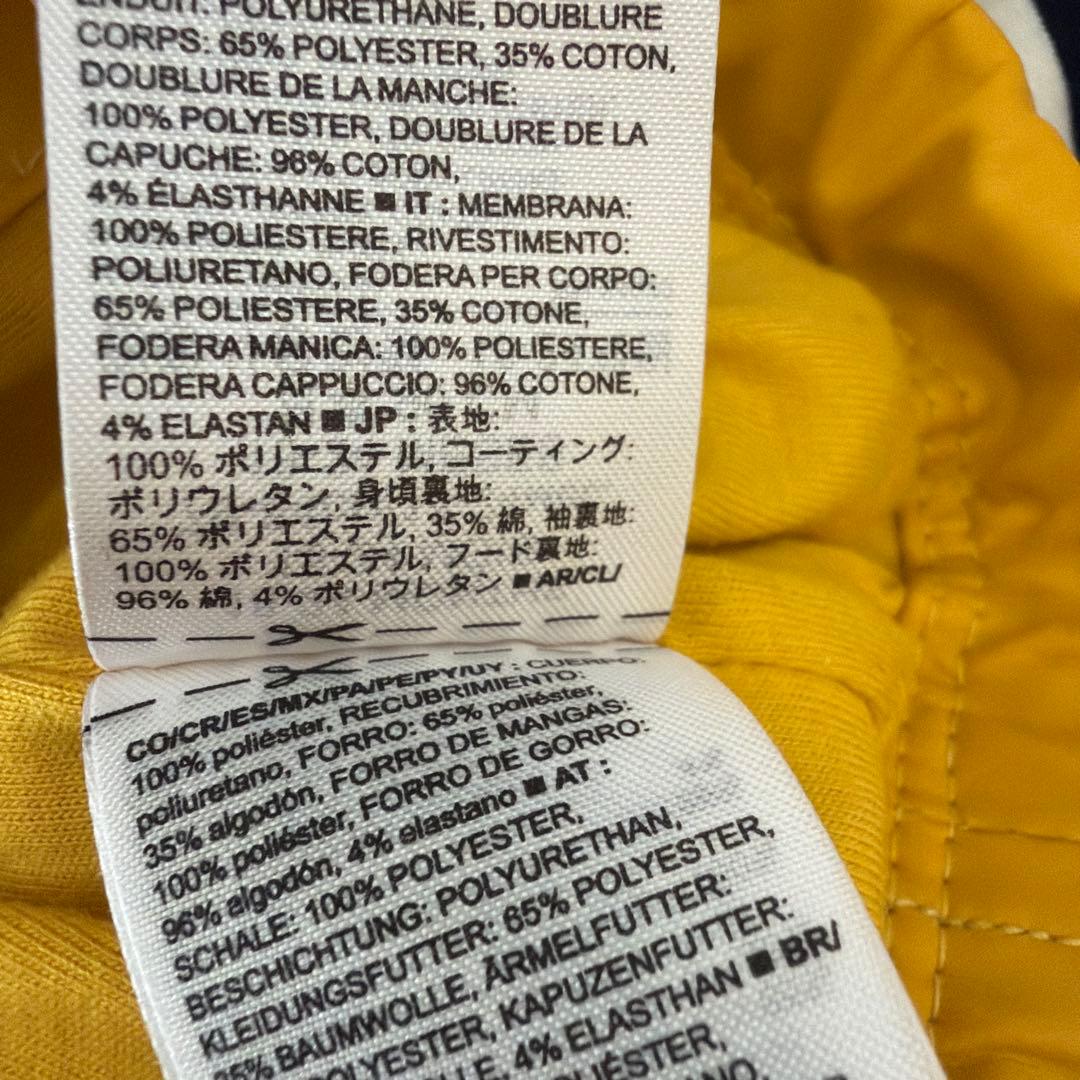 ENDUIT: POLYURETHANE, DOUBLURE
CORPS: 65% POLYESTER, 35% COTON,
DOUBLURE DE LA MANCHE:
100% POLYESTER, DOUBLURE DE LA
CAPUCHE: 96% COTON,
4% ÉLASTHANNE ■ IT : MEMBRANA:
100% POLIESTERE, RIVESTIMENTO:
POLIURETANO, FODERA PER CORPO:
65% POLIESTERE, 35% COTONE,
FODERA MANICA: 100% POLIESTERE,
FODERA CAPPUCCIO: 96% COTONE,
4% ELASTAN ■ JP : 表地:
100% ポリエステル, コーティング:
ポリウレタン, 身頃裏地:
65% ポリエステル, 35% 綿, 袖裏地:
100% ポリエステル, フード裏地:
96% 綿, 4% ポリウレタン ■ AR/CL/
CO/CR/ES/MX/PA/PE/PY/UY : CUERPO:
100% poliéster, RECUBRIMIENTO:
poliuretano, FORRO: 65% poliéster,
35% algodón, FORRO DE MANGAS:
100% poliéster, FORRO DE GORRO:
96% algodón, 4% elastano ■ AT :
SCHALE: 100% POLYESTER,
BESCHICHTUNG: POLYURETHAN,
KLEIDUNGSFUTTER: 65% POLYESTER,
35% BAUMWOLLE, ÄRMELFUTTER:
POLYESTER, KAPUZENFUTTER:
4% ELASTHAN ■ BR/